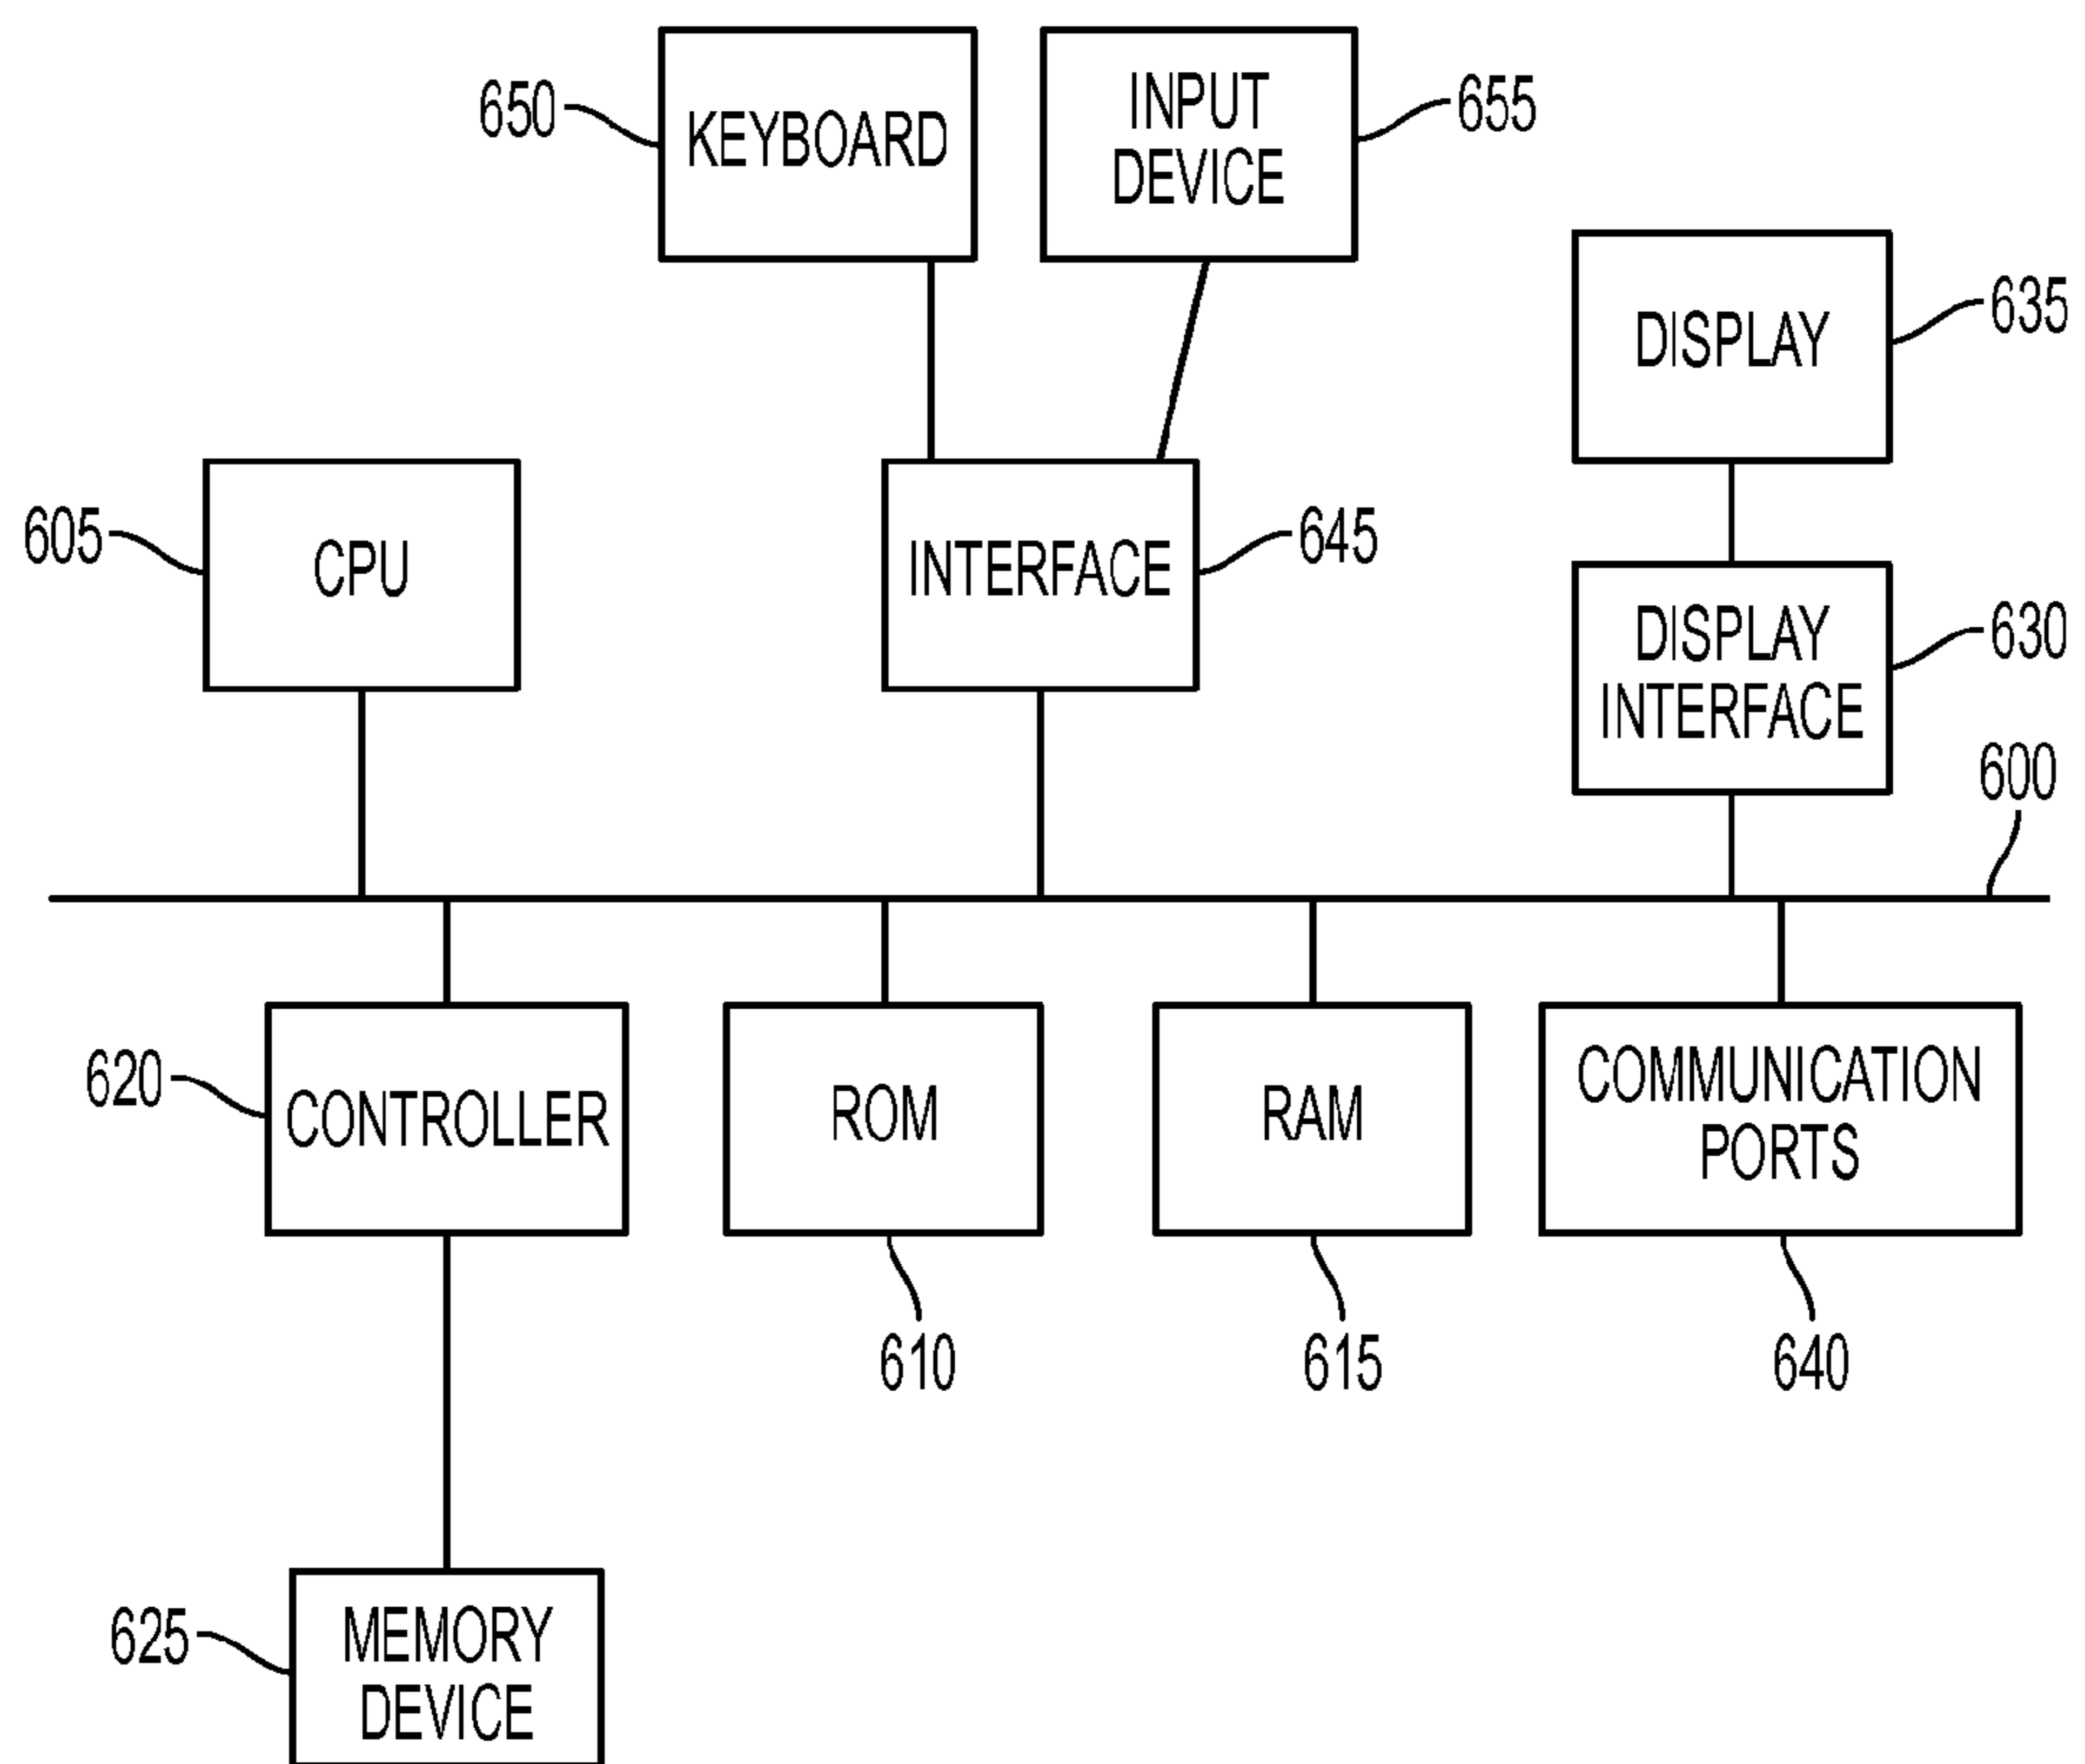 650
KEYBOARD
INPUT
DEVICE
655
DISPLAY
635
605
CPU
INTERFACE
645
DISPLAY
INTERFACE
630
600
620
CONTROLLER
ROM
RAM
COMMUNICATION
PORTS
610
615
640
625
MEMORY
DEVICE